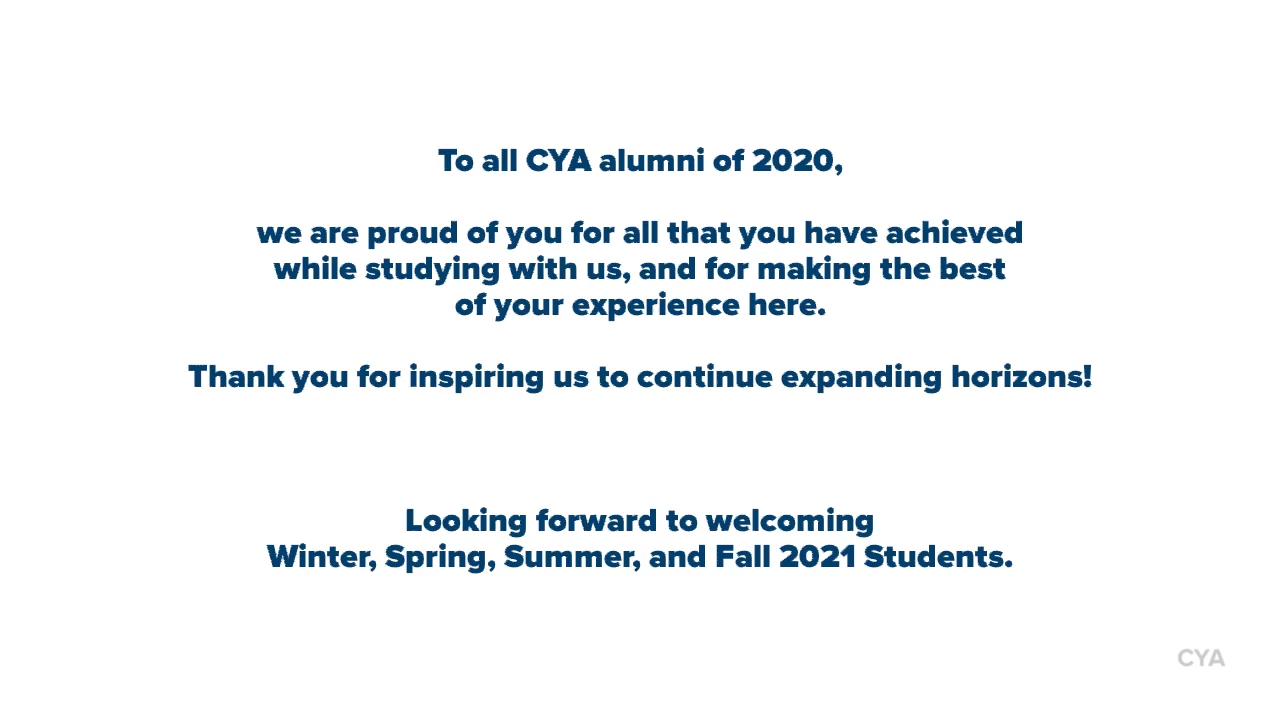 To all CYA alumni of 2020,
we are proud of you for all that you have achieved
while studying with us, and for making the best
of your experience here.
Thank you for inspiring us to continue expanding horizons!
Looking forward to welcoming
Winter, Spring, Summer, and Fall 2021 Students.
CYA